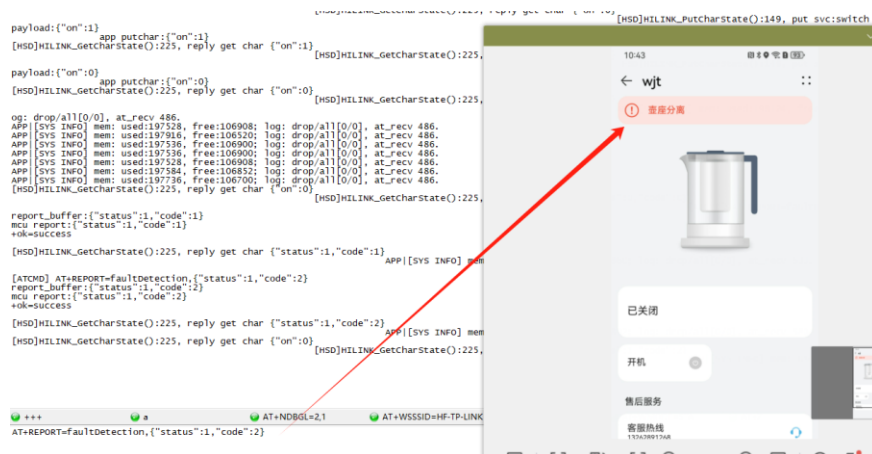 [HSD]HILINK_PutCharState():149, put svc:switch
payload:{"on":1}
app putchar:{"on":1}
[HSD]HILINK_GetCharState():225, reply get char {"on":1}
[HSD]HILINK_GetCharState():225,
payload:{"on":0}
app putchar:{"on":0}
[HSD]HILINK_GetCharState():225, reply get char {"on":0}
[HSD]HILINK_GetCharState():225,
og: drop/all[0/0], at_recv 486.
APP|[SYS INFO] mem: used:197528, free:106908; log: drop/all[0/0], at_recv 486.
APP|[SYS INFO] mem: used:197916, free:106520; log: drop/all[0/0], at_recv 486.
APP|[SYS INFO] mem: used:197536, free:106900; log: drop/all[0/0], at_recv 486.
APP|[SYS INFO] mem: used:197536, free:106900; log: drop/all[0/0], at_recv 486.
APP|[SYS INFO] mem: used:197528, free:106908; log: drop/all[0/0], at_recv 486.
APP|[SYS INFO] mem: used:197584, free:106852; log: drop/all[0/0], at_recv 486.
APP|[SYS INFO] mem: used:197736, free:106700; log: drop/all[0/0], at_recv 486.
[HSD]HILINK_GetCharState():225, reply get char {"on":0}
[HSD]HILINK_GetCharState():225,
report_buffer:{"status":1,"code":1}
mcu report:{"status":1,"code":1}
+ok=success
[HSD]HILINK_GetCharState():225, reply get char {"status":1,"code":1}
APP|[SYS INFO] mem
[ATCMD] AT+REPORT=faultDetection,{"status":1,"code":2}
report_buffer:{"status":1,"code":2}
mcu report:{"status":1,"code":2}
+ok=success
[HSD]HILINK_GetCharState():225, reply get char {"status":1,"code":2}
APP|[SYS INFO] mem
[HSD]HILINK_GetCharState():225, reply get char {"on":0}
[HSD]HILINK_GetCharState():225,
+++
a
AT+NDBGL=2,1
AT+WSSSID=HF-TP-LINK
AT+REPORT=faultDetection,{"status":1,"code":2}
10:43
wjt
壶座分离
已关闭
开机
售后服务
客服热线
13262891268